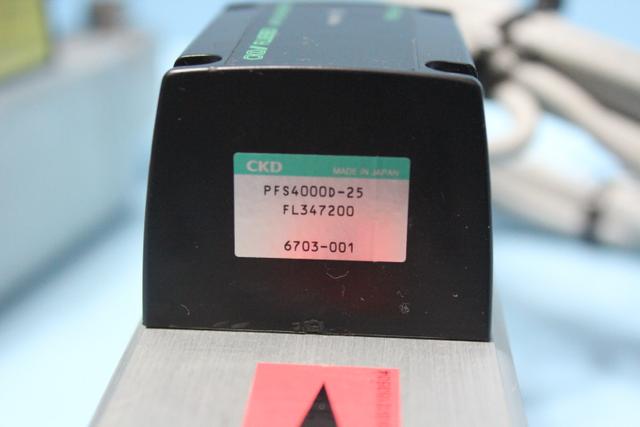 CKD
MADE IN JAPAN
PFS4000D-25
FL347200
6703-001